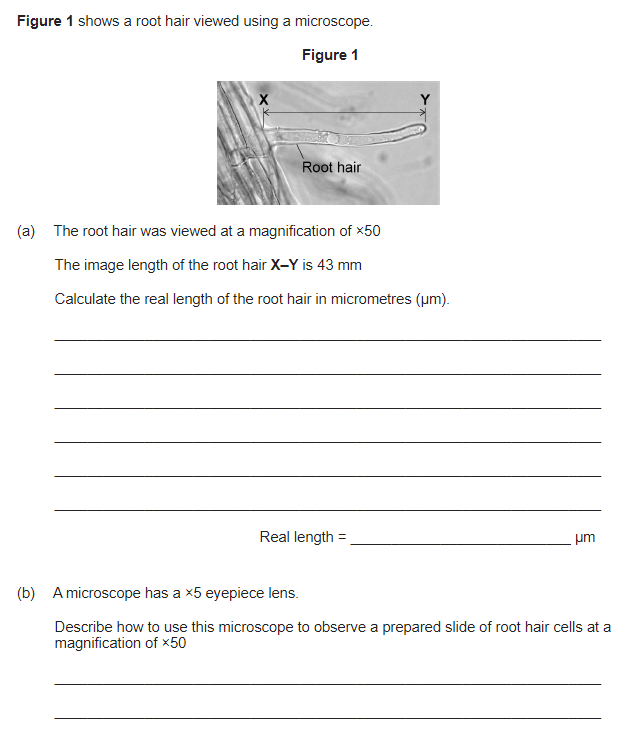 Figure 1 shows a root hair viewed using a microscope.
Figure 1
X Y
Root hair
(a) The root hair was viewed at a magnification of ×50
The image length of the root hair X–Y is 43 mm
Calculate the real length of the root hair in micrometres (µm).
Real length = ______ µm
(b) A microscope has a ×5 eyepiece lens.
Describe how to use this microscope to observe a prepared slide of root hair cells at a
magnification of ×50